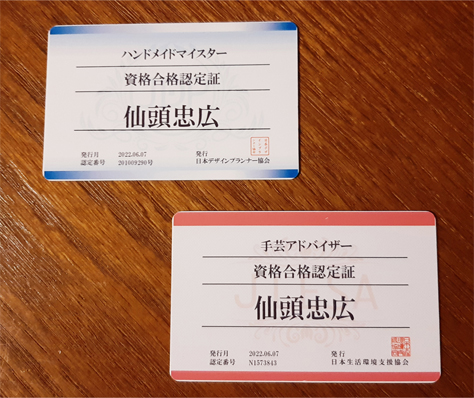 ハンドメイドマイスター
資格合格認定証
仙頭忠広
発行月 2022.06.07
認定番号 201009290号
発行
日本デザインプランナー協会
手芸アドバイザー
資格合格認定証
仙頭忠広
発行月 2022.06.07
認定番号 N1573843
発行
日本生活環境支援協会